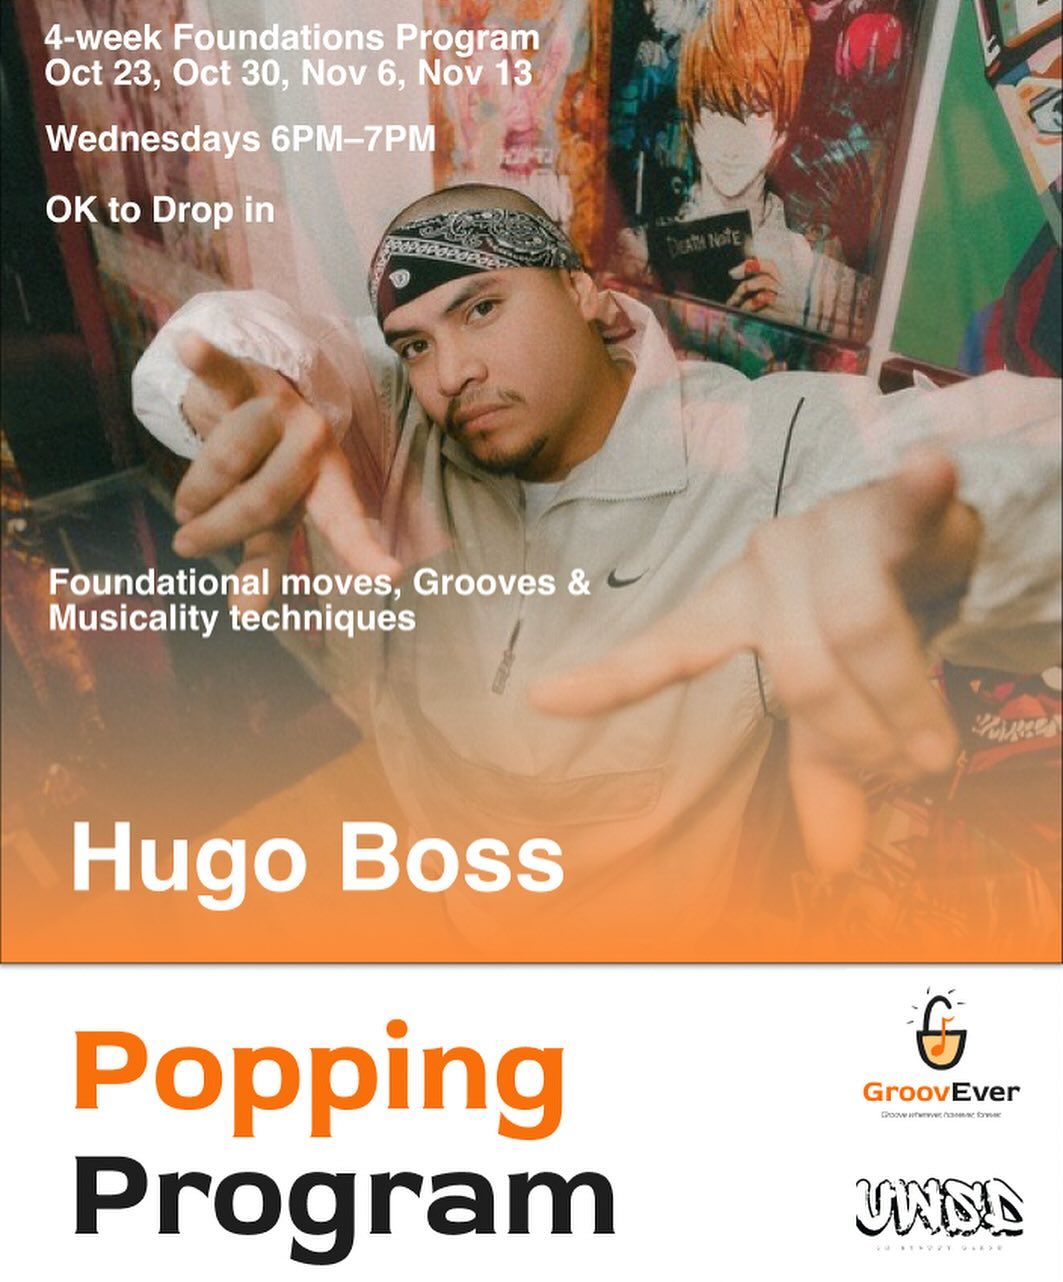 4-week Foundations Program
Oct 23, Oct 30, Nov 6, Nov 13
Wednesdays 6PM–7PM
OK to Drop in
DEATH NOTE
Foundational moves, Grooves &
Musicality techniques
Hugo Boss
Popping
Program
GroovEver
Groove wherever, however, forever.
UWSD